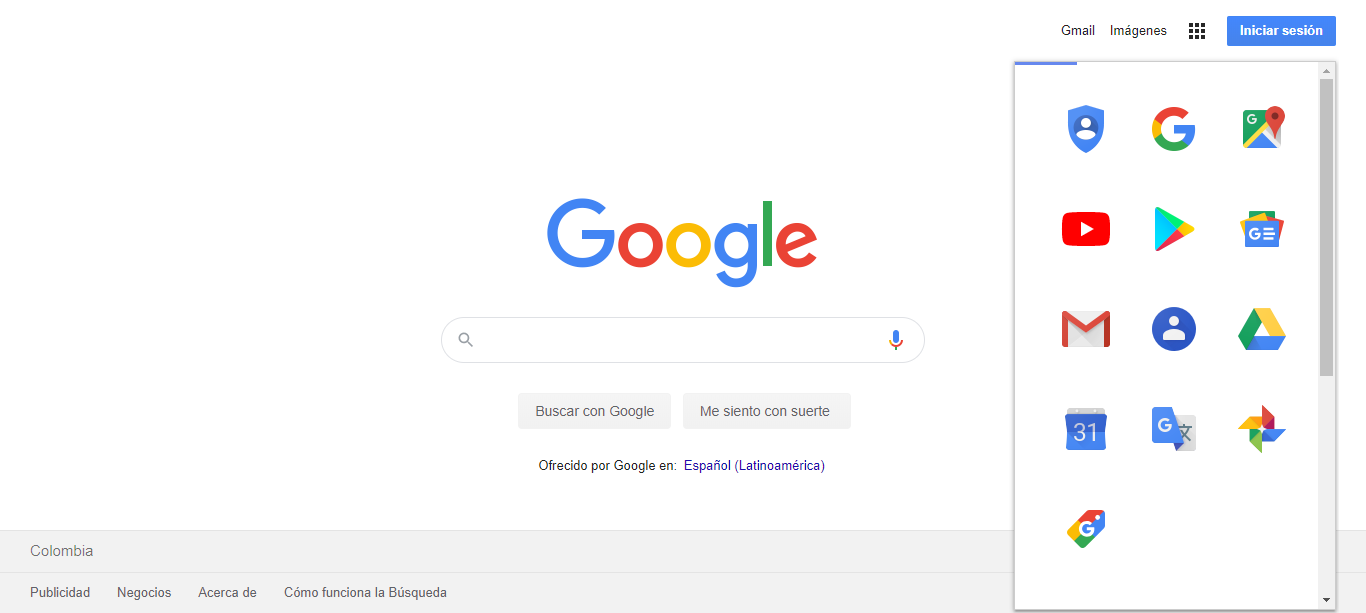 Gmail Imágenes Iniciar sesión
Google
Buscar con Google Me siento con suerte
Ofrecido por Google en: Español (Latinoamérica)
G
G
G
31
G 文
G
Colombia
Publicidad Negocios Acerca de Cómo funciona la Búsqueda